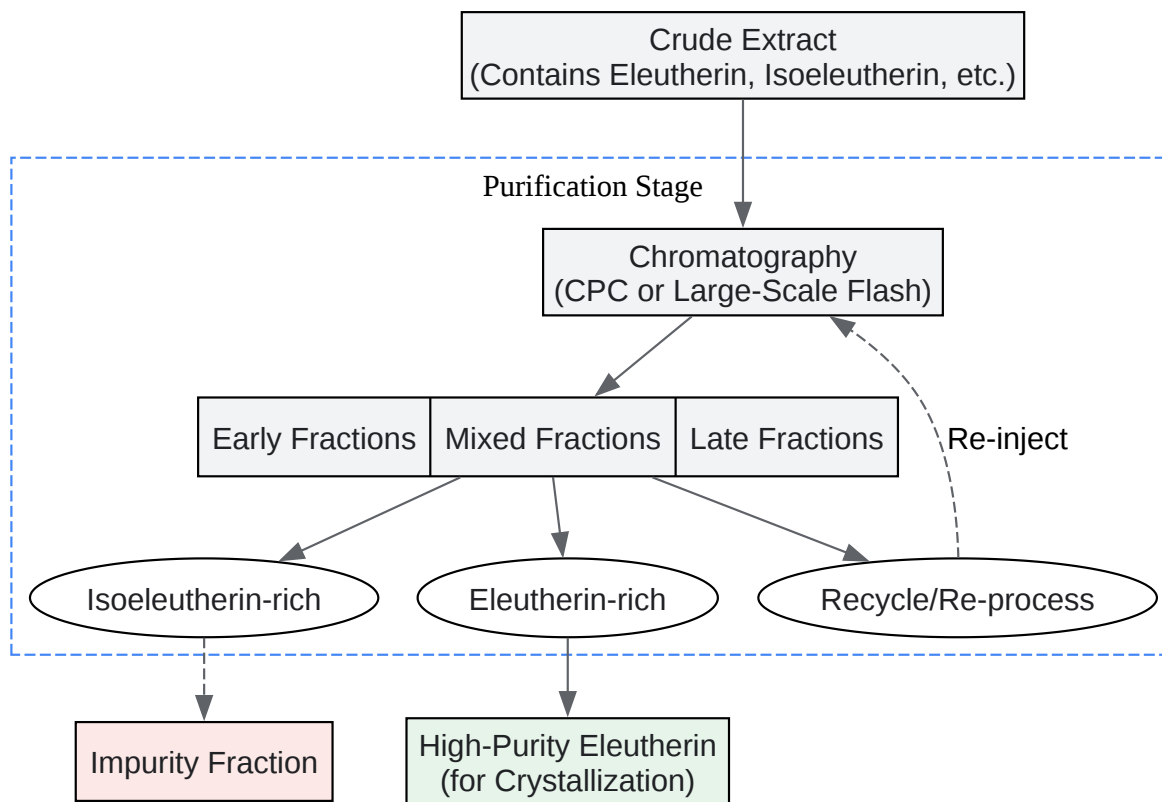 Crude Extract
(Contains Eleutherin, Isoeleutherin, etc.)
Purification Stage
Chromatography
(CPC or Large-Scale Flash)
Early Fractions
Mixed Fractions
Late Fractions
Re-inject
Isoeleutherin-rich
Eleutherin-rich
Recycle/Re-process
Impurity Fraction
High-Purity Eleutherin
(for Crystallization)